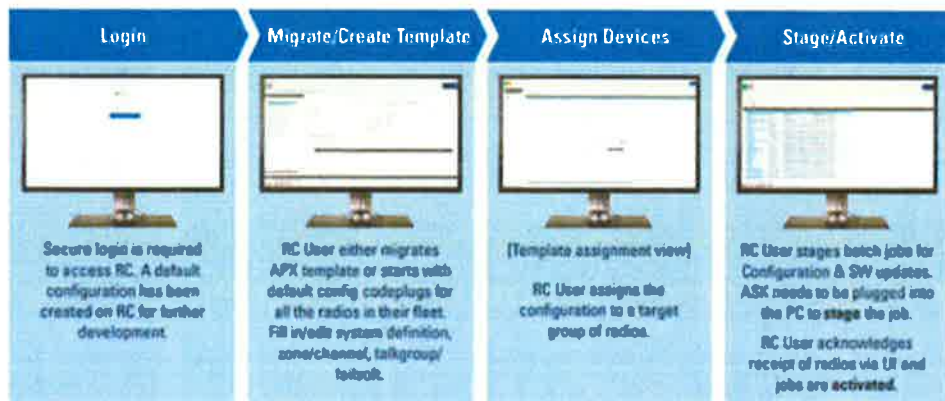 Login
Migrate/Create Template
Assign Devices
Stage/Activate
Secure login is required
to access RC. A default
configuration has been
created on RC for further
development.
RC User either migrates
APX template or starts with
default config codeplugs for
all the radios in their fleet.
Fill in/edit system definition,
zone/channel, talkgroup/
failsoft.
(Template assignment view)
RC User assigns the
configuration to a target
group of radios.
RC User stages batch jobs for
Configuration & SW updates.
ASK needs to be plugged into
the PC to stage the job.
RC User acknowledges
receipt of radios via UI and
jobs are activated.